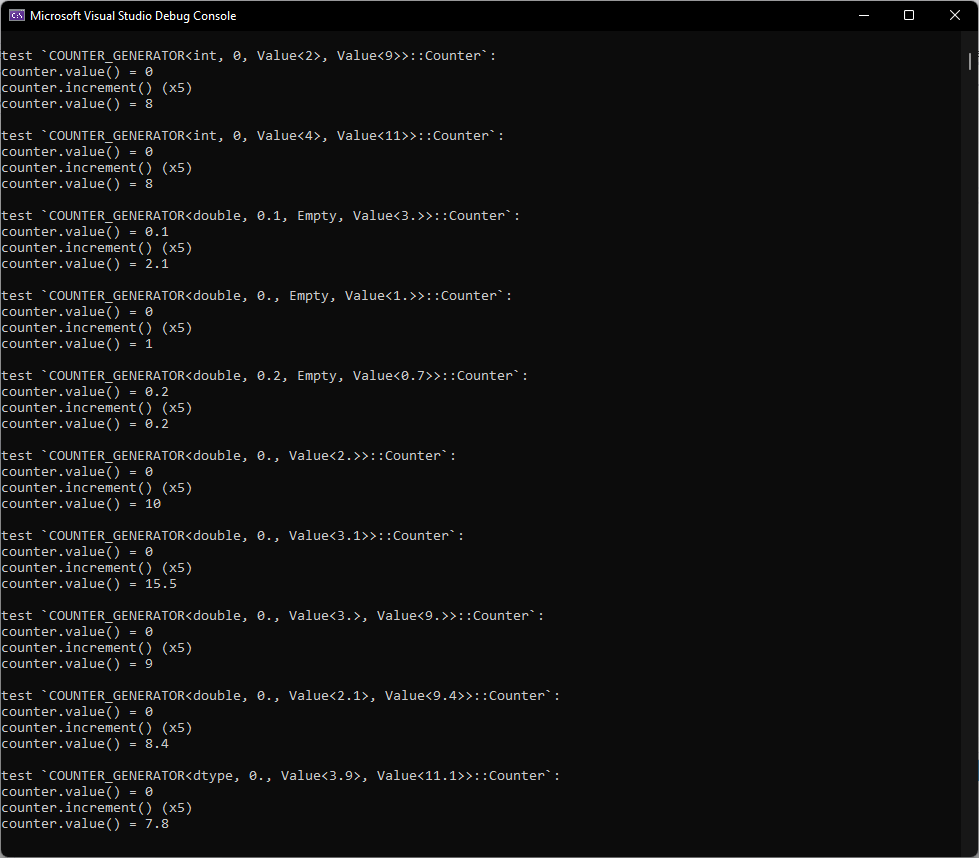 Microsoft Visual Studio Debug Console
test `COUNTER_GENERATOR<int, 0, Value<2>, Value<9>>::Counter`:
counter.value() = 0
counter.increment() (x5)
counter.value() = 8
test `COUNTER_GENERATOR<int, 0, Value<4>, Value<11>>::Counter`:
counter.value() = 0
counter.increment() (x5)
counter.value() = 8
test `COUNTER_GENERATOR<double, 0.1, Empty, Value<3.>>::Counter`:
counter.value() = 0.1
counter.increment() (x5)
counter.value() = 2.1
test `COUNTER_GENERATOR<double, 0., Empty, Value<1.>>::Counter`:
counter.value() = 0
counter.increment() (x5)
counter.value() = 1
test `COUNTER_GENERATOR<double, 0.2, Empty, Value<0.7>>::Counter`:
counter.value() = 0.2
counter.increment() (x5)
counter.value() = 0.2
test `COUNTER_GENERATOR<double, 0., Value<2.>>::Counter`:
counter.value() = 0
counter.increment() (x5)
counter.value() = 10
test `COUNTER_GENERATOR<double, 0., Value<3.1>>::Counter`:
counter.value() = 0
counter.increment() (x5)
counter.value() = 15.5
test `COUNTER_GENERATOR<double, 0., Value<3.>, Value<9.>>::Counter`:
counter.value() = 0
counter.increment() (x5)
counter.value() = 9
test `COUNTER_GENERATOR<double, 0., Value<2.1>, Value<9.4>>::Counter`:
counter.value() = 0
counter.increment() (x5)
counter.value() = 8.4
test `COUNTER_GENERATOR<dtype, 0., Value<3.9>, Value<11.1>>::Counter`:
counter.value() = 0
counter.increment() (x5)
counter.value() = 7.8